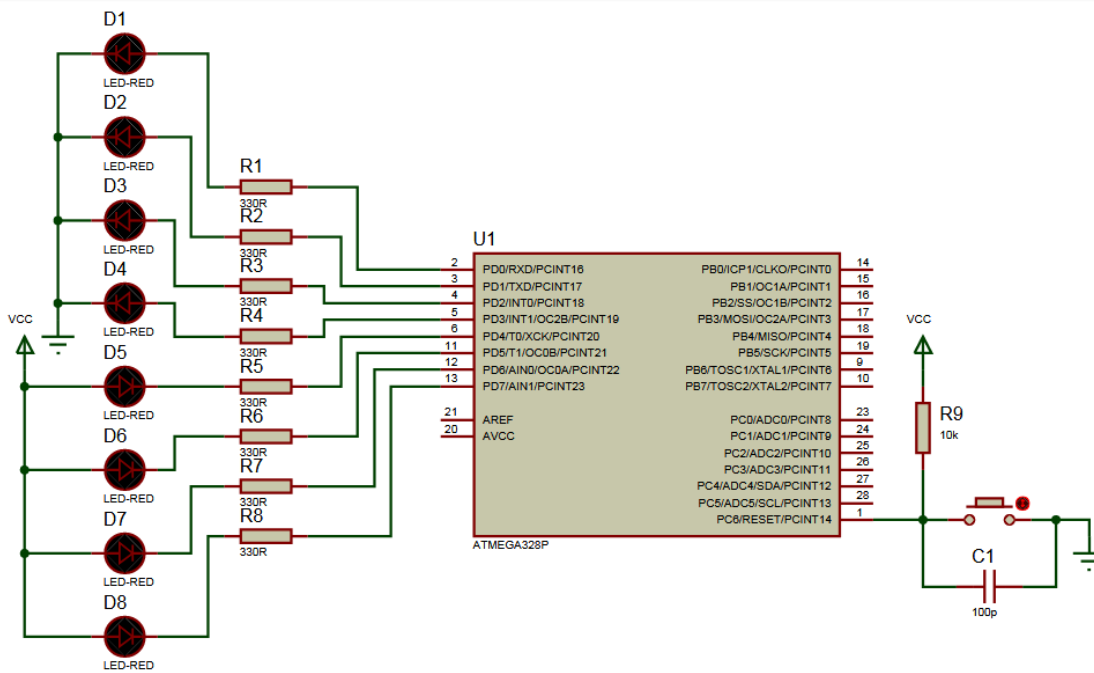 D1
LED-RED
D2
LED-RED
D3
LED-RED
D4
LED-RED
VCC
D5
LED-RED
D6
LED-RED
D7
LED-RED
D8
LED-RED
R1
330R
R2
330R
R3
330R
R4
330R
R5
330R
R6
330R
R7
330R
R8
330R
U1
2 PD0/RXD/PCINT16
3 PD1/TXD/PCINT17
4 PD2/INT0/PCINT18
5 PD3/INT1/OC2B/PCINT19
6 PD4/T0/XCK/PCINT20
11 PD5/T1/OC0B/PCINT21
12 PD6/AIN0/OC0A/PCINT22
13 PD7/AIN1/PCINT23
21 AREF
20 AVCC
PB0/ICP1/CLKO/PCINT0 14
PB1/OC1A/PCINT1 15
PB2/SS/OC1B/PCINT2 16
PB3/MOSI/OC2A/PCINT3 17
PB4/MISO/PCINT4 18
PB5/SCK/PCINT5 19
PB6/TOSC1/XTAL1/PCINT6 9
PB7/TOSC2/XTAL2/PCINT7 10
PC0/ADC0/PCINT8 23
PC1/ADC1/PCINT9 24
PC2/ADC2/PCINT10 25
PC3/ADC3/PCINT11 26
PC4/ADC4/SDA/PCINT12 27
PC5/ADC5/SCL/PCINT13 28
PC6/RESET/PCINT14 1
ATMEGA328P
VCC
R9
10k
C1
100p